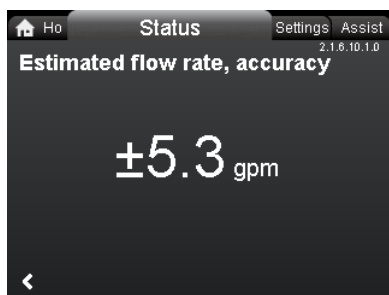 Ho Status Settings Assist
2.1.6.10.1.0
Estimated flow rate, accuracy
±5.3 gpm